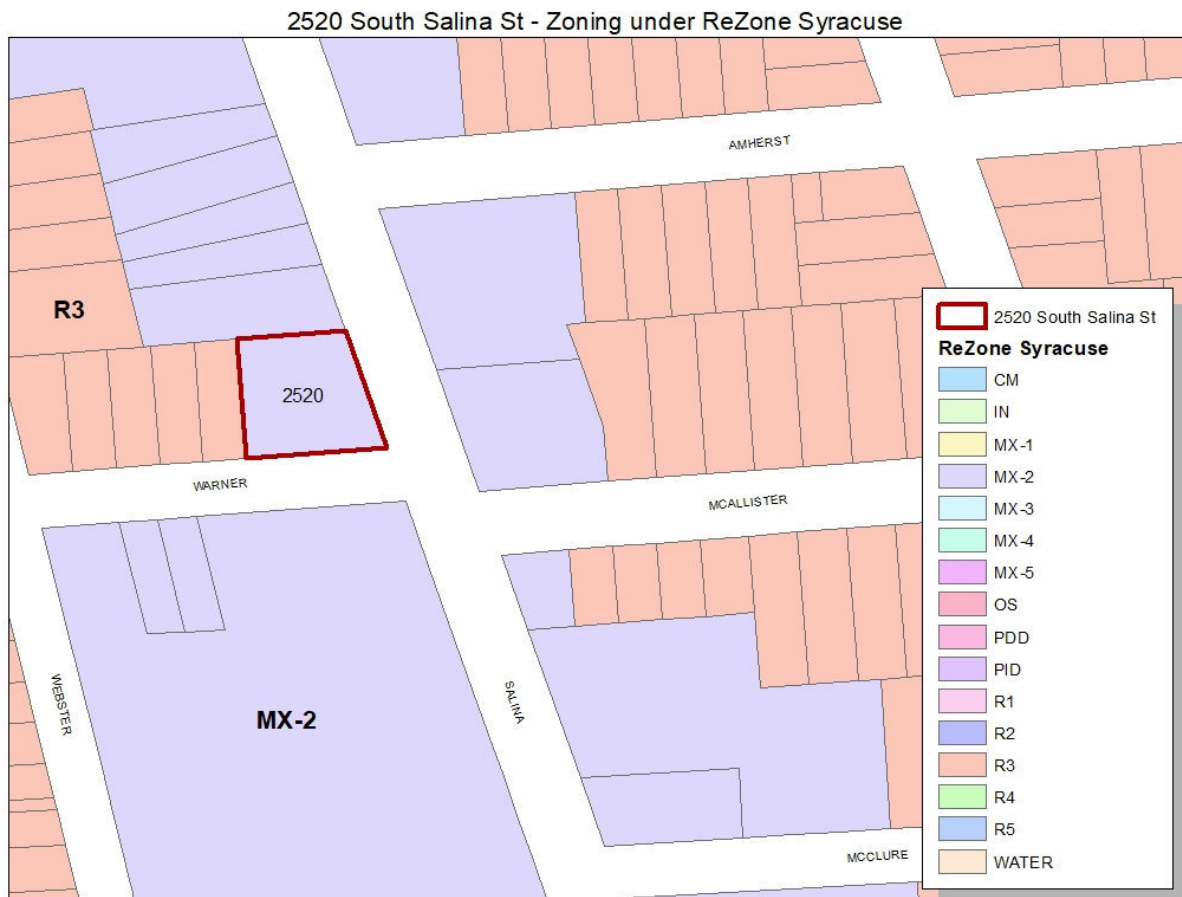 2520 South Salina St - Zoning under ReZone Syracuse
AMHERST
R3
2520
WARNER
MCALLISTER
WEBSTER
SALINA
MX-2
MCCLURE
2520 South Salina St
ReZone Syracuse
CM
IN
MX-1
MX-2
MX-3
MX-4
MX-5
OS
PDD
PID
R1
R2
R3
R4
R5
WATER